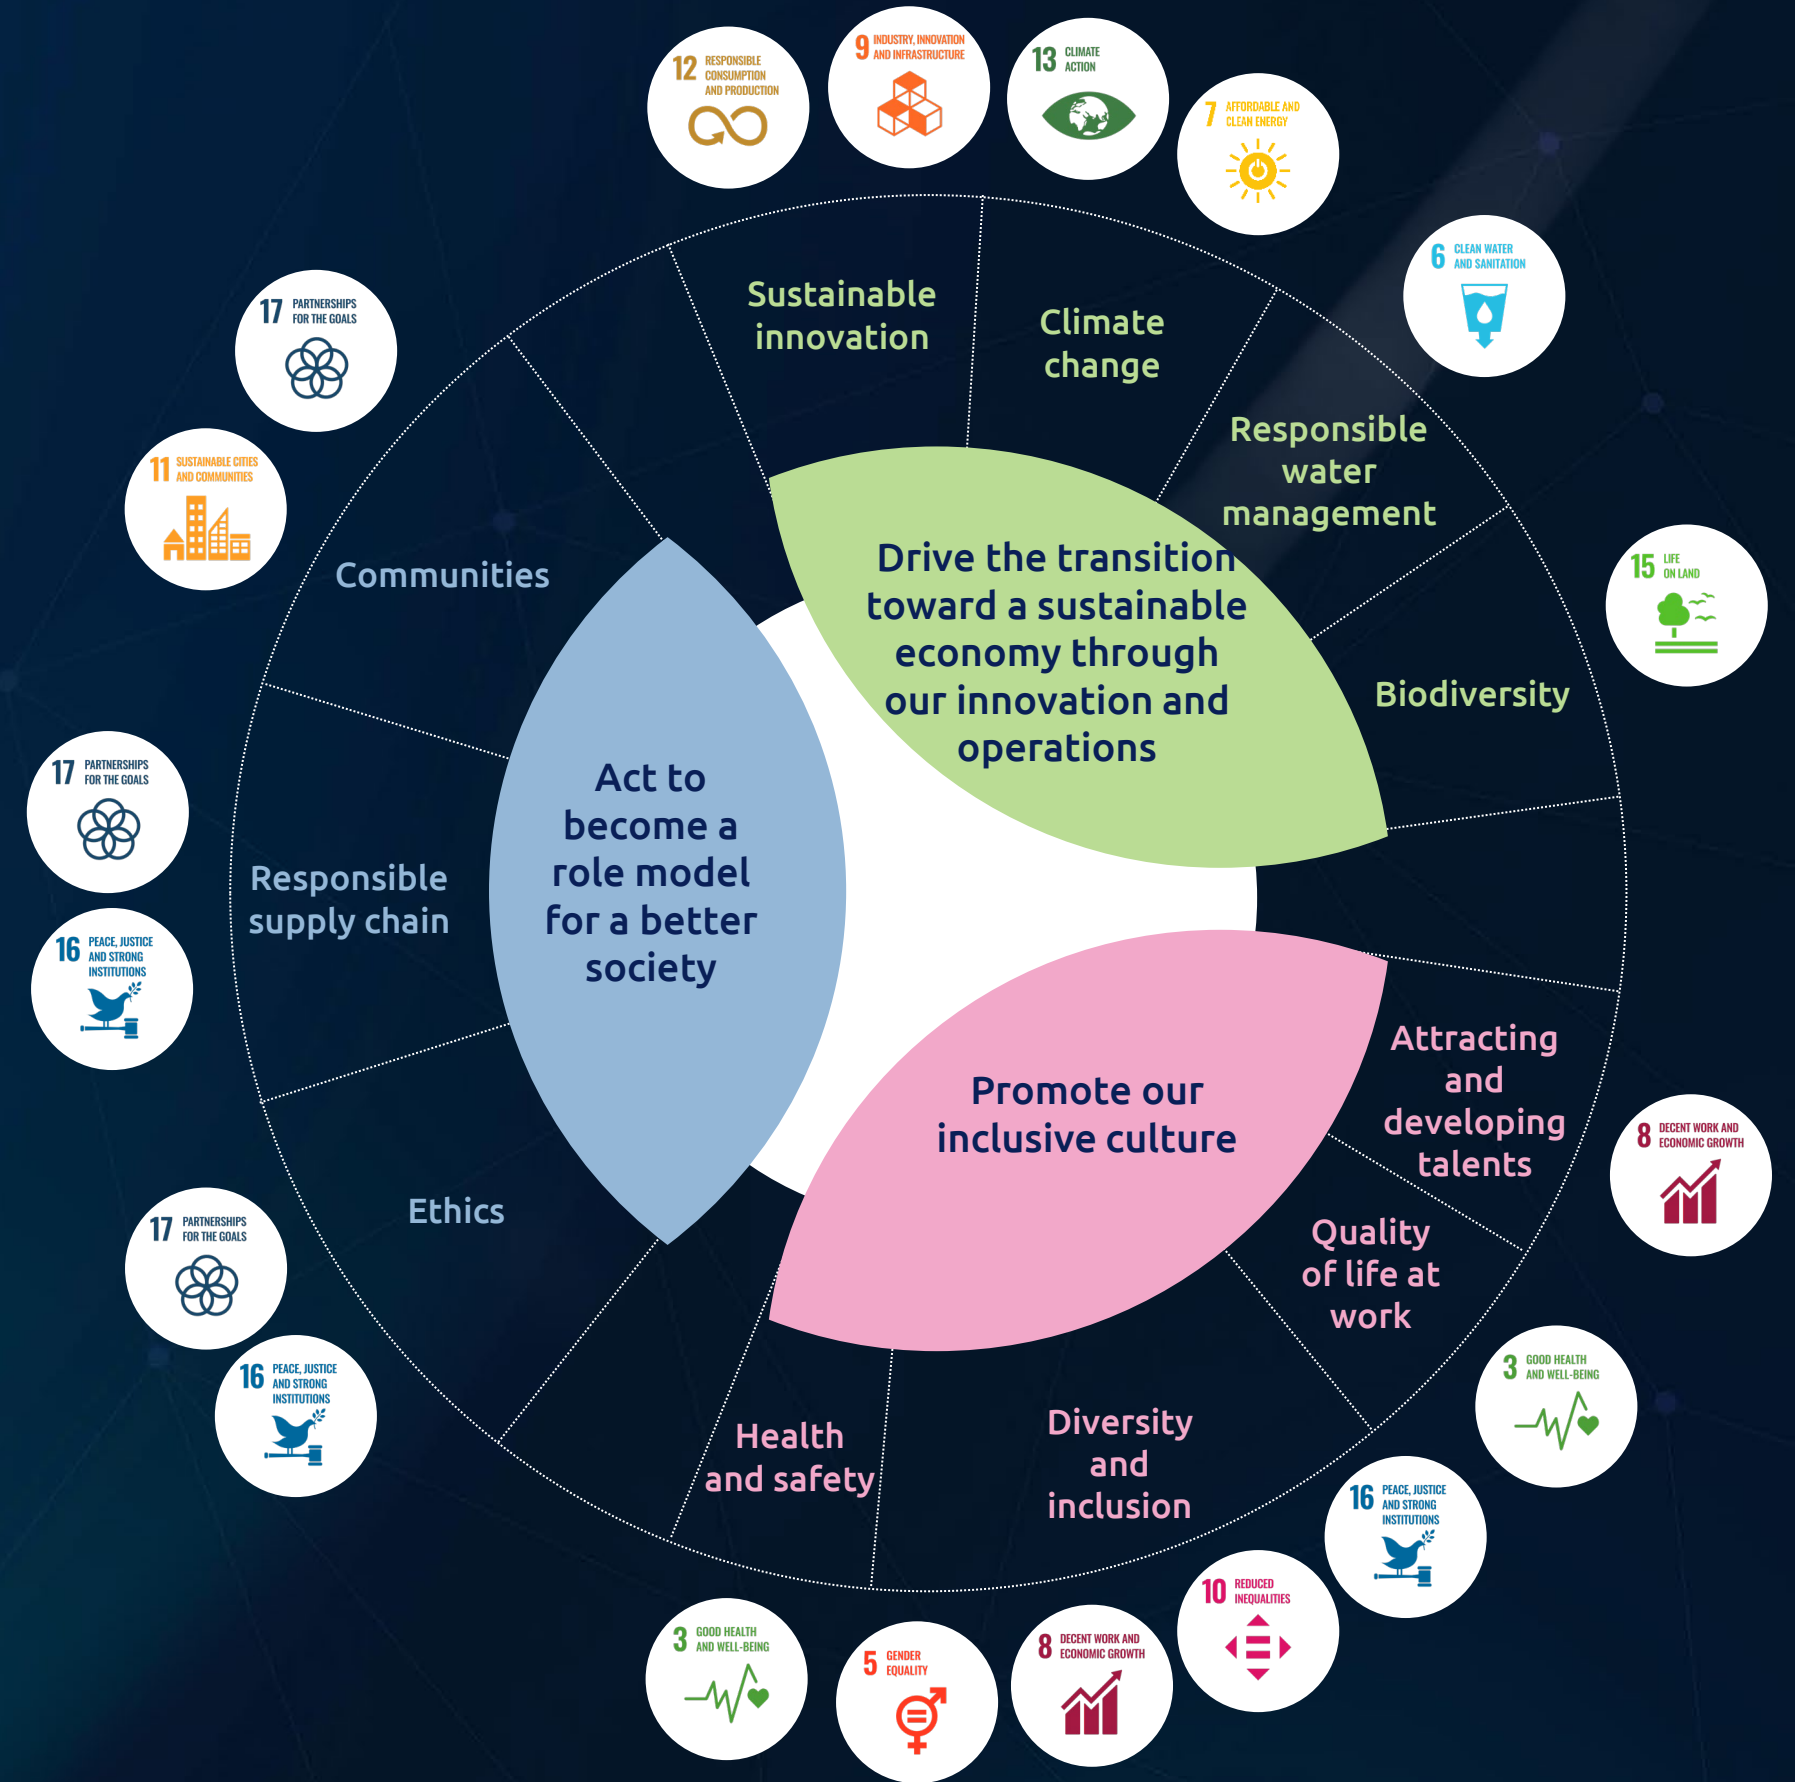 12 RESPONSIBLE
CONSUMPTION
AND PRODUCTION
9 INDUSTRY, INNOVATION
AND INFRASTRUCTURE
13 CLIMATE
ACTION
7 AFFORDABLE AND
CLEAN ENERGY
6 CLEAN WATER
AND SANITATION
15 LIFE
ON LAND
Sustainable
innovation
Climate
change
Responsible
water
management
Biodiversity
Drive the transition
toward a sustainable
economy through
our innovation and
operations
17 PARTNERSHIPS
FOR THE GOALS
11 SUSTAINABLE CITIES
AND COMMUNITIES
Communities
17 PARTNERSHIPS
FOR THE GOALS
16 PEACE, JUSTICE
AND STRONG
INSTITUTIONS
Responsible
supply chain
Act to
become a
role model
for a better
society
17 PARTNERSHIPS
FOR THE GOALS
16 PEACE, JUSTICE
AND STRONG
INSTITUTIONS
Ethics
Promote our
inclusive culture
Attracting
and
developing
talents
8 DECENT WORK AND
ECONOMIC GROWTH
Quality
of life at
work
3 GOOD HEALTH
AND WELL-BEING
Health
and safety
Diversity
and
inclusion
16 PEACE, JUSTICE
AND STRONG
INSTITUTIONS
10 REDUCED
INEQUALITIES
3 GOOD HEALTH
AND WELL-BEING
5 GENDER
EQUALITY
8 DECENT WORK AND
ECONOMIC GROWTH